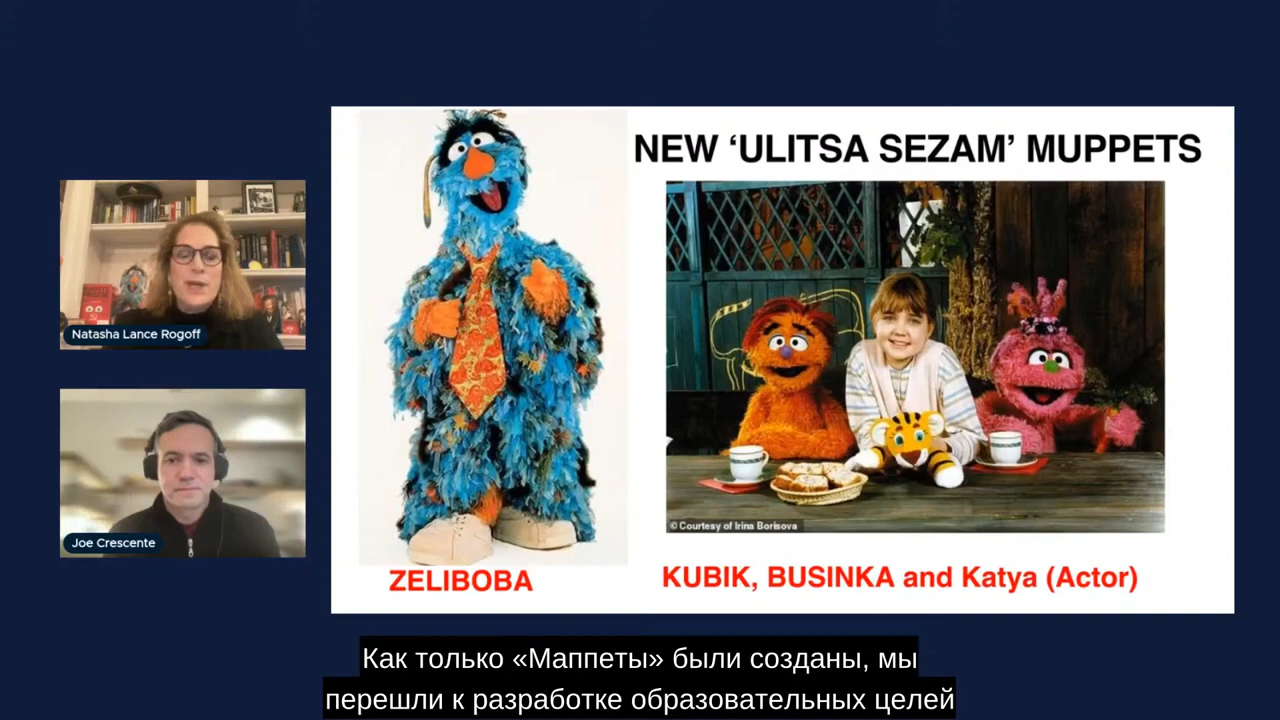 NEW ‘ULITSA SEZAM’ MUPPETS
Natasha Lance Rogoff
Joe Crescente
© Courtesy of Irina Borisova
ZELIBOBA
KUBIK, BUSINKA and Katya (Actor)
Как только «Маппеты» были созданы, мы
перешли к разработке образовательных целей